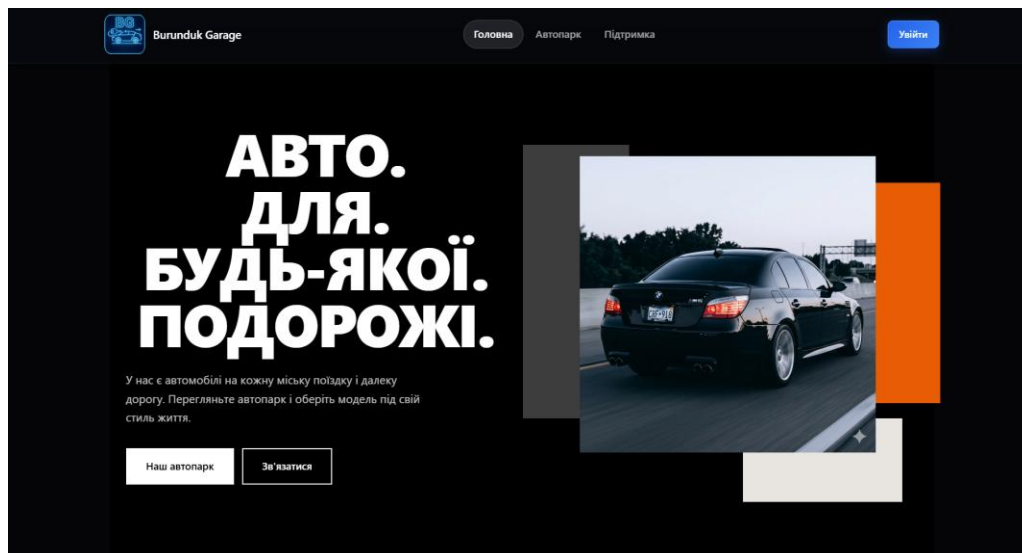 BG
Burunduk Garage
Головна
Автопарк
Підтримка
Увійти
АВТО.
ДЛЯ.
БУДЬ-ЯКОЇ.
ПОДОРОЖІ.
У нас є автомобілі на кожну міську поїздку і далеку
дорогу. Перегляньте автопарк і оберіть модель під свій
стиль життя.
Наш автопарк
Зв'язатися